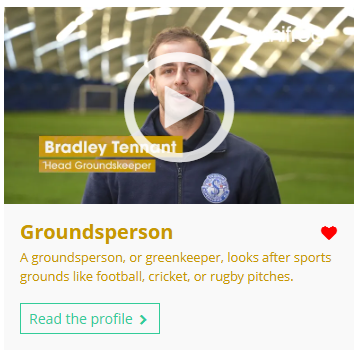 Bradley Tennant
Head Groundskeeper
Groundsperson
A groundsperson, or greenkeeper, looks after sports
grounds like football, cricket, or rugby pitches.
Read the profile